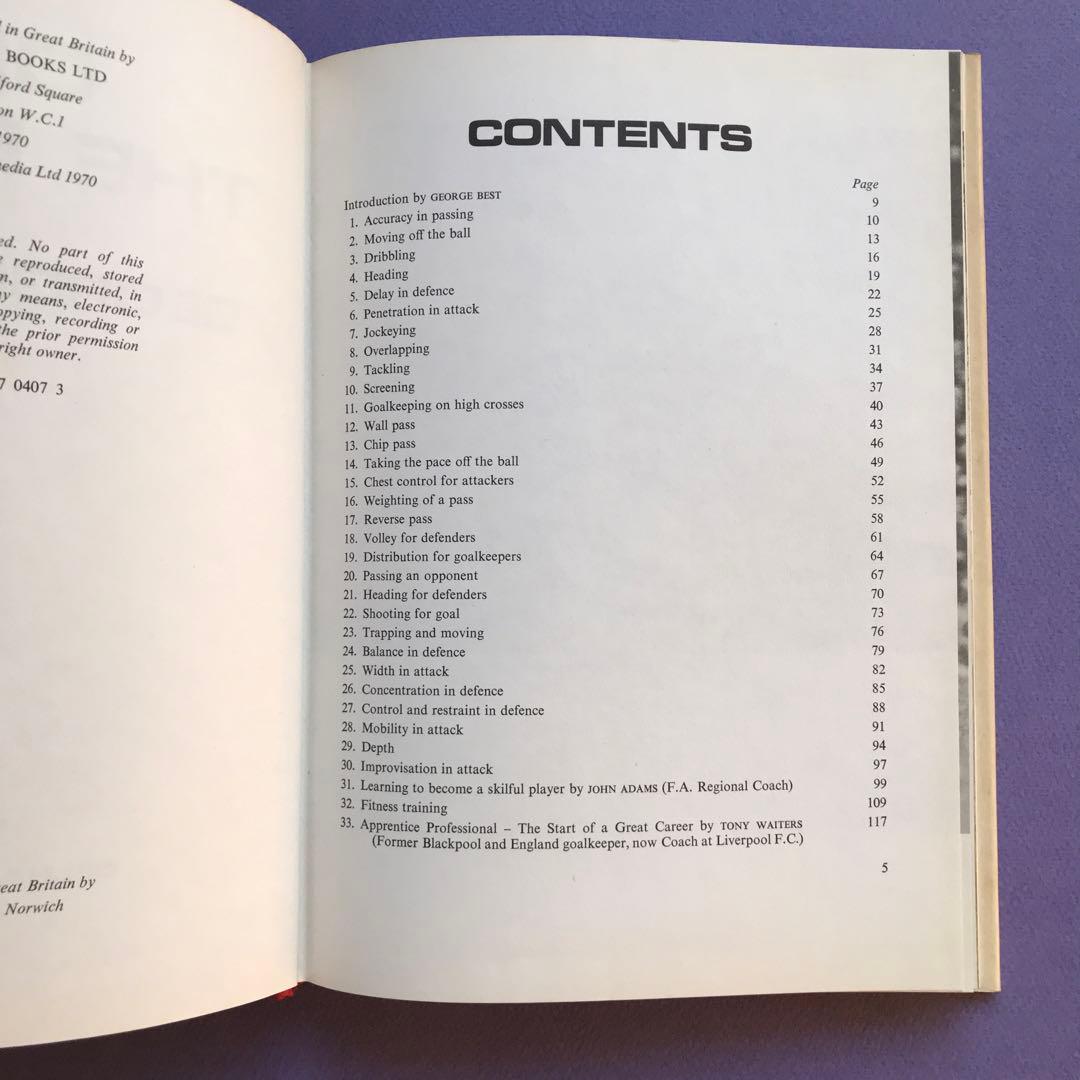 in Great Britain by
BOOKS LTD
ford Square
on W.C.1
1970
media Ltd 1970
ed. No part of this
reproduced, stored
or transmitted, in
means, electronic,
recording or
the prior permission
right owner.
7 0407 3
eat Britain by
Norwich
CONTENTS
Page
Introduction by GEORGE BEST 9
1. Accuracy in passing 10
2. Moving off the ball 13
3. Dribbling 16
4. Heading 19
5. Delay in defence 22
6. Penetration in attack 25
7. Jockeying 28
8. Overlapping 31
9. Tackling 34
10. Screening 37
11. Goalkeeping on high crosses 40
12. Wall pass 43
13. Chip pass 46
14. Taking the pace off the ball 49
15. Chest control for attackers 52
16. Weighting of a pass 55
17. Reverse pass 58
18. Volley for defenders 61
19. Distribution for goalkeepers 64
20. Passing an opponent 67
21. Heading for defenders 70
22. Shooting for goal 73
23. Trapping and moving 76
24. Balance in defence 79
25. Width in attack 82
26. Concentration in defence 85
27. Control and restraint in defence 88
28. Mobility in attack 91
29. Depth 94
30. Improvisation in attack 97
31. Learning to become a skilful player by JOHN ADAMS (F.A. Regional Coach) 99
32. Fitness training 109
33. Apprentice Professional – The Start of a Great Career by TONY WAITERS 117
(Former Blackpool and England goalkeeper, now Coach at Liverpool F.C.)
5